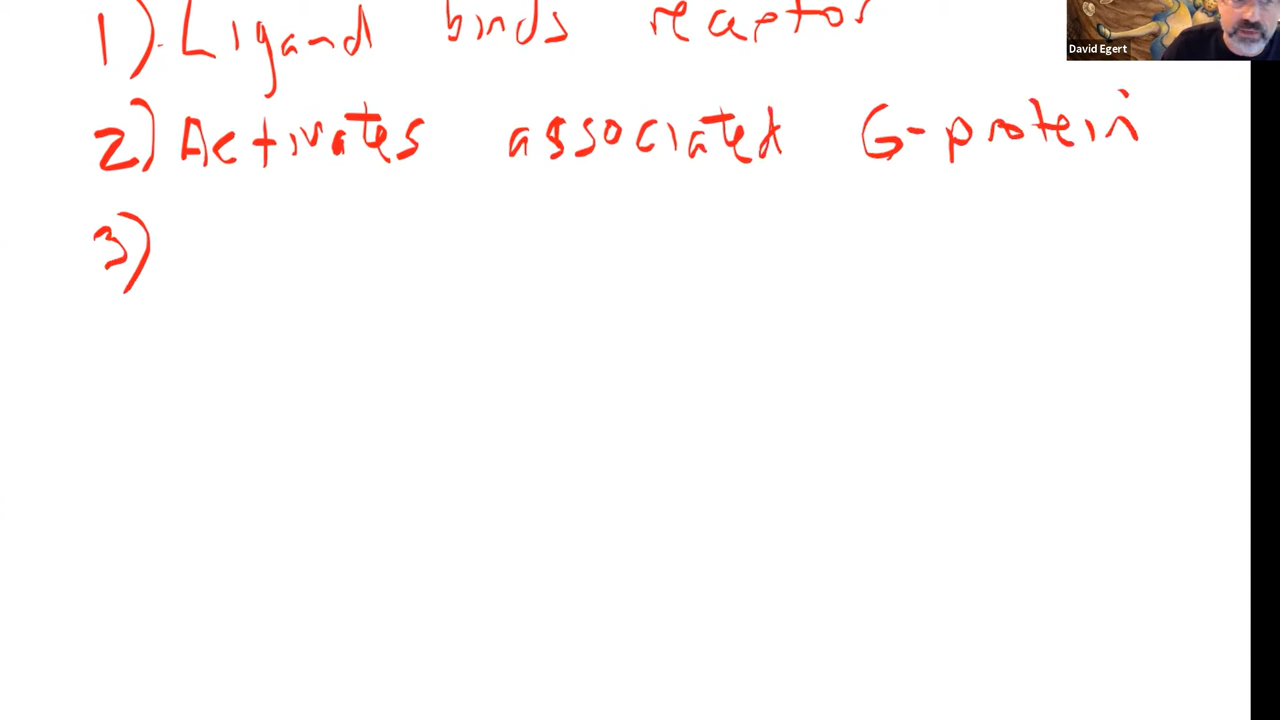 1). Ligand binds receptor
David Egert
2) Activates associated G-protein
3)